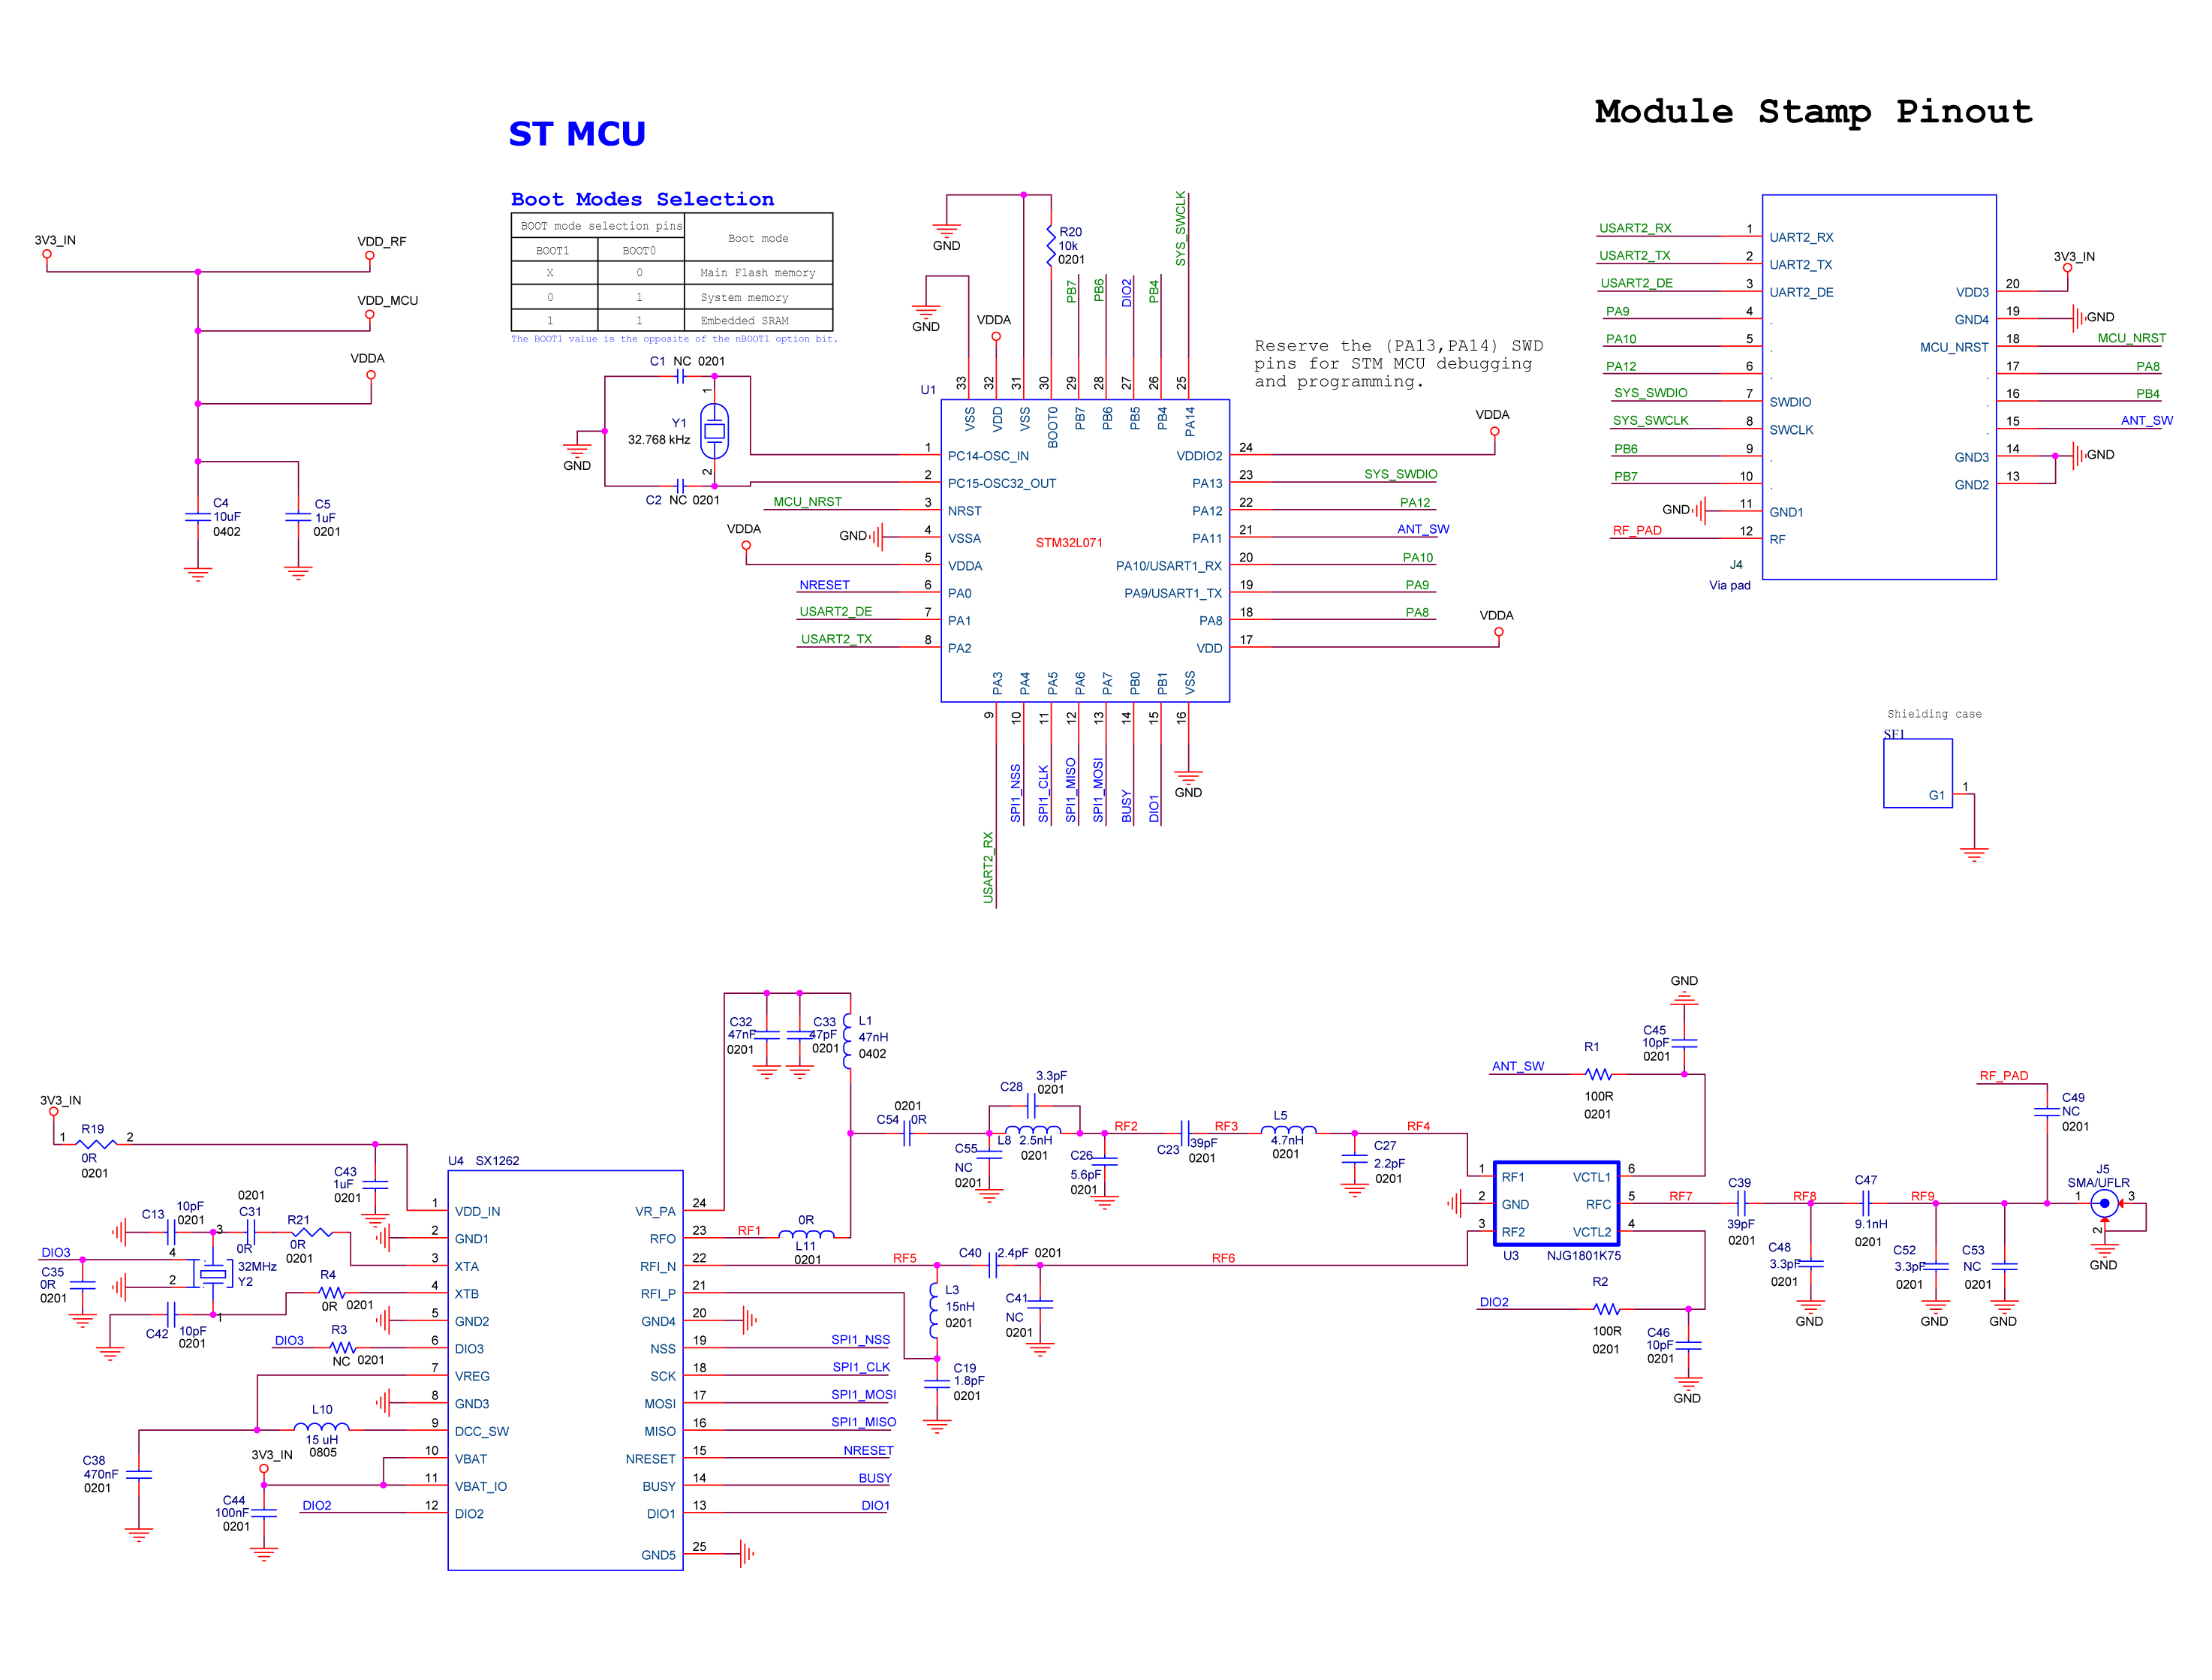 Module Stamp Pinout
ST MCU
Boot Modes Selection
BOOT mode selection pins
Boot mode
BOOT1
BOOT0
X
0
Main Flash memory
0
1
System memory
1
1
Embedded SRAM
The BOOT1 value is the opposite of the nBOOT1 option bit.
3V3_IN
VDD_RF
VDD_MCU
VDDA
C4
10uF
0402
C5
1uF
0201
C1 NC 0201
1
Y1
32.768 kHz
2
C2 NC 0201
GND
GND
GND
VDDA
R20
10k
0201
PB7
PB6
DIO2
PB4
SYS_SWCLK
Reserve the (PA13,PA14) SWD
pins for STM MCU debugging
and programming.
U1
33
32
31
30
29
28
27
26
25
VSS
VDD
VSS
BOOT0
PB7
PB6
PB5
PB4
PA14
STM32L071
1 PC14-OSC_IN
2 PC15-OSC32_OUT
MCU_NRST 3 NRST
GND 4 VSSA
VDDA
5 VDDA
NRESET 6 PA0
USART2_DE 7 PA1
USART2_TX 8 PA2
VDDA
VDDIO2 24
PA13 23 SYS_SWDIO
PA12 22 PA12
PA11 21 ANT_SW
PA10/USART1_RX 20 PA10
PA9/USART1_TX 19 PA9
PA8 18 PA8
VDD 17
VDDA
PA3
PA4
PA5
PA6
PA7
PB0
PB1
VSS
9
10
11
12
13
14
15
16
USART2_RX
SPI1_NSS
SPI1_CLK
SPI1_MISO
SPI1_MOSI
BUSY
DIO1
GND
USART2_RX 1 UART2_RX
USART2_TX 2 UART2_TX
USART2_DE 3 UART2_DE
PA9 4 .
PA10 5 .
PA12 6 .
SYS_SWDIO 7 SWDIO
SYS_SWCLK 8 SWCLK
PB6 9 .
PB7 10 .
GND 11 GND1
RF_PAD 12 RF
3V3_IN
VDD3 20
GND4 19 GND
MCU_NRST 18 MCU_NRST
. 17 PA8
. 16 PB4
. 15 ANT_SW
GND3 14 GND
GND2 13
J4
Via pad
Shielding case
G1 1
3V3_IN
1 R19 2
0R
0201
C43
1uF
0201
C13
10pF
0201
3
0201
C31
0R
R21
0R
0201
DIO3
4
2
32MHz
Y2
1
C35
0R
0201
C42
10pF
0201
R4
0R 0201
DIO3
R3
NC 0201
L10
15 uH
0805
C38
470nF
0201
3V3_IN
C44
100nF
0201
DIO2
U4 SX1262
1 VDD_IN
2 GND1
3 XTA
4 XTB
5 GND2
6 DIO3
7 VREG
8 GND3
9 DCC_SW
10 VBAT
11 VBAT_IO
12 DIO2
VR_PA 24
RFO 23 RF1
RFI_N 22
RFI_P 21
GND4 20
NSS 19 SPI1_NSS
SCK 18 SPI1_CLK
MOSI 17 SPI1_MOSI
MISO 16 SPI1_MISO
NRESET 15 NRESET
BUSY 14 BUSY
DIO1 13 DIO1
GND5 25
C32
47nF
0201
C33
47pF
0201
L1
47nH
0402
0R
L11
0201
0201
C54 0R
C28
3.3pF
0201
L8
2.5nH
0201
C55
NC
0201
C26
5.6pF
0201
RF2
C23
39pF
0201
RF3
L5
4.7nH
0201
C27
2.2pF
0201
RF4
RF5
C40
2.4pF 0201
RF6
L3
15nH
0201
C41
NC
0201
C19
1.8pF
0201
GND
C45
10pF
0201
ANT_SW
R1
100R
0201
1 RF1
2 GND
3 RF2
VCTL1 6
RFC 5
VCTL2 4
U3 NJG1801K75
DIO2
R2
100R
0201
C46
10pF
0201
GND
RF7
C39
39pF
0201
RF8
C48
3.3pF
0201
GND
C47
9.1nH
0201
RF9
C52
3.3pF
0201
GND
C53
NC
0201
GND
RF_PAD
C49
NC
0201
J5
SMA/UFLR
1
3
2
GND